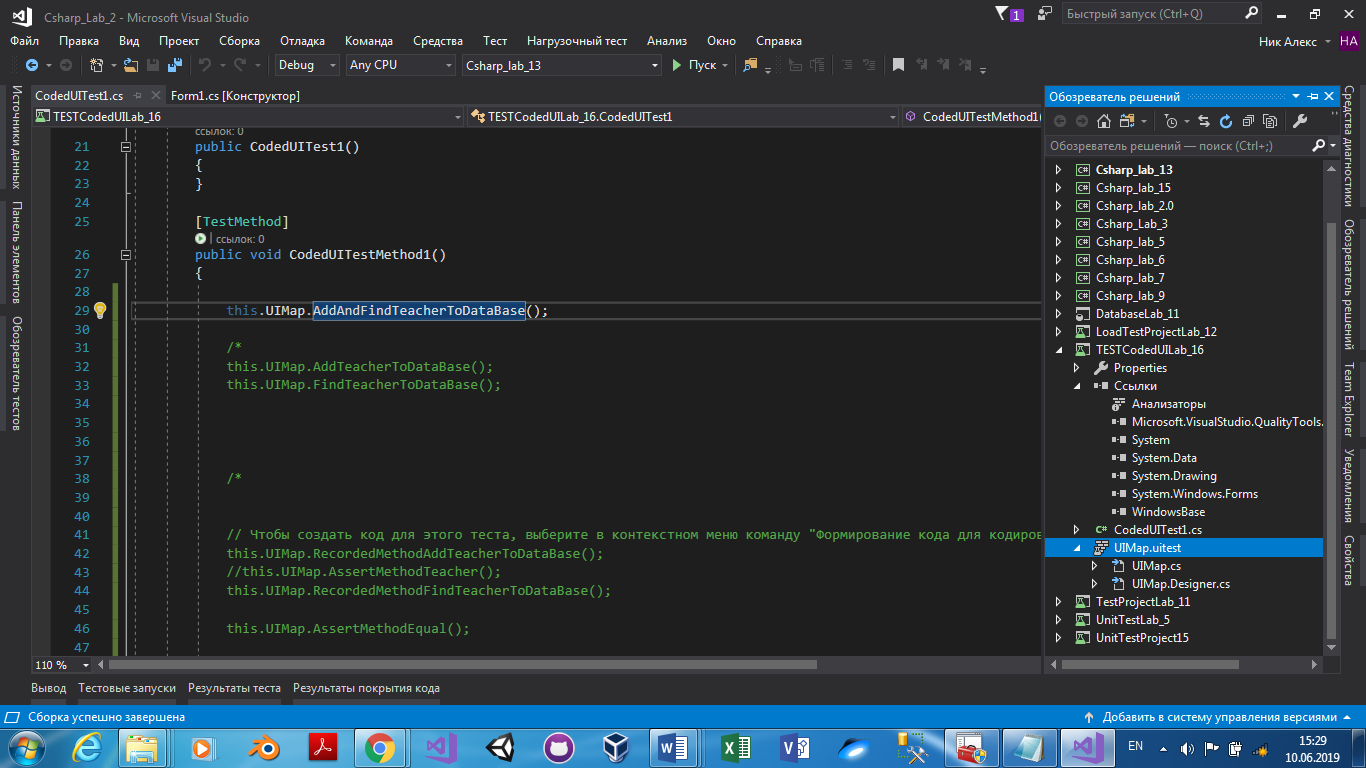 Csharp_Lab_2 - Microsoft Visual Studio
1
Быстрый запуск (Ctrl+Q)
Файл Правка Вид Проект Сборка Отладка Команда Средства Тест Нагрузочный тест Анализ Окно Справка
Ник Алекс НА
Debug Any CPU Csharp_lab_13 Пуск
Источники данных
Панель элементов
Обозреватель тестов
CodedUITest1.cs Form1.cs [Конструктор]
TESTCodedUILab_16 TESTCodedUILab_16.CodedUITest1 CodedUITestMethod1(
ссылок: 0
21 public CodedUITest1()
22 {
23 }
24
25 [TestMethod]
| ссылок: 0
26 public void CodedUITestMethod1()
27 {
28
29 this.UIMap.AddAndFindTeacherToDataBase();
30
31 /*
32 this.UIMap.AddTeacherToDataBase();
33 this.UIMap.FindTeacherToDataBase();
34
35
36
37
38 /*
39
40
41 // Чтобы создать код для этого теста, выберите в контекстном меню команду "Формирование кода для кодиров
42 this.UIMap.RecordedMethodAddTeacherToDataBase();
43 //this.UIMap.AssertMethodTeacher();
44 this.UIMap.RecordedMethodFindTeacherToDataBase();
45
46 this.UIMap.AssertMethodEqual();
47
110 %
Обозреватель решений
Обозреватель решений — поиск (Ctrl+;)
Csharp_lab_13
Csharp_lab_15
Csharp_lab_2.0
Csharp_Lab_3
Csharp_lab_5
Csharp_lab_6
Csharp_lab_7
Csharp_lab_9
DatabaseLab_11
LoadTestProjectLab_12
TESTCodedUILab_16
Properties
Ссылки
Анализаторы
Microsoft.VisualStudio.QualityTools.
System
System.Data
System.Drawing
System.Windows.Forms
WindowsBase
CodedUITest1.cs
UIMap.uitest
UIMap.cs
UIMap.Designer.cs
TestProjectLab_11
UnitTestLab_5
UnitTestProject15
Средства диагностики
Обозреватель решений
Team Explorer
Уведомления
Свойства
Вывод Тестовые запуски Результаты теста Результаты покрытия кода
Сборка успешно завершена
Добавить в систему управления версиями
EN
15:29
10.06.2019